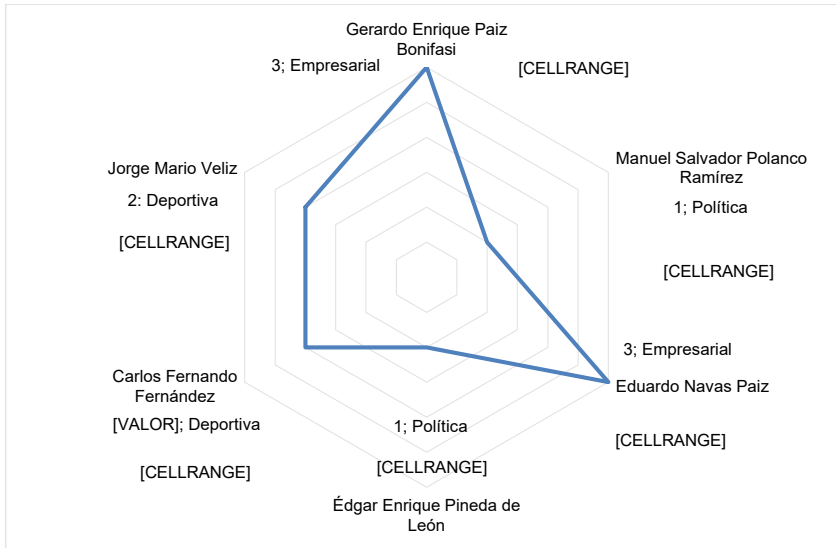 Gerardo Enrique Paiz
Bonifasi
3; Empresarial
[CELLRANGE]
Manuel Salvador Polanco
Ramírez
1; Política
[CELLRANGE]
3; Empresarial
Eduardo Navas Paiz
[CELLRANGE]
1; Política
[CELLRANGE]
Édgar Enrique Pineda de
León
Carlos Fernando
Fernández
[VALOR]; Deportiva
[CELLRANGE]
Jorge Mario Veliz
2: Deportiva
[CELLRANGE]